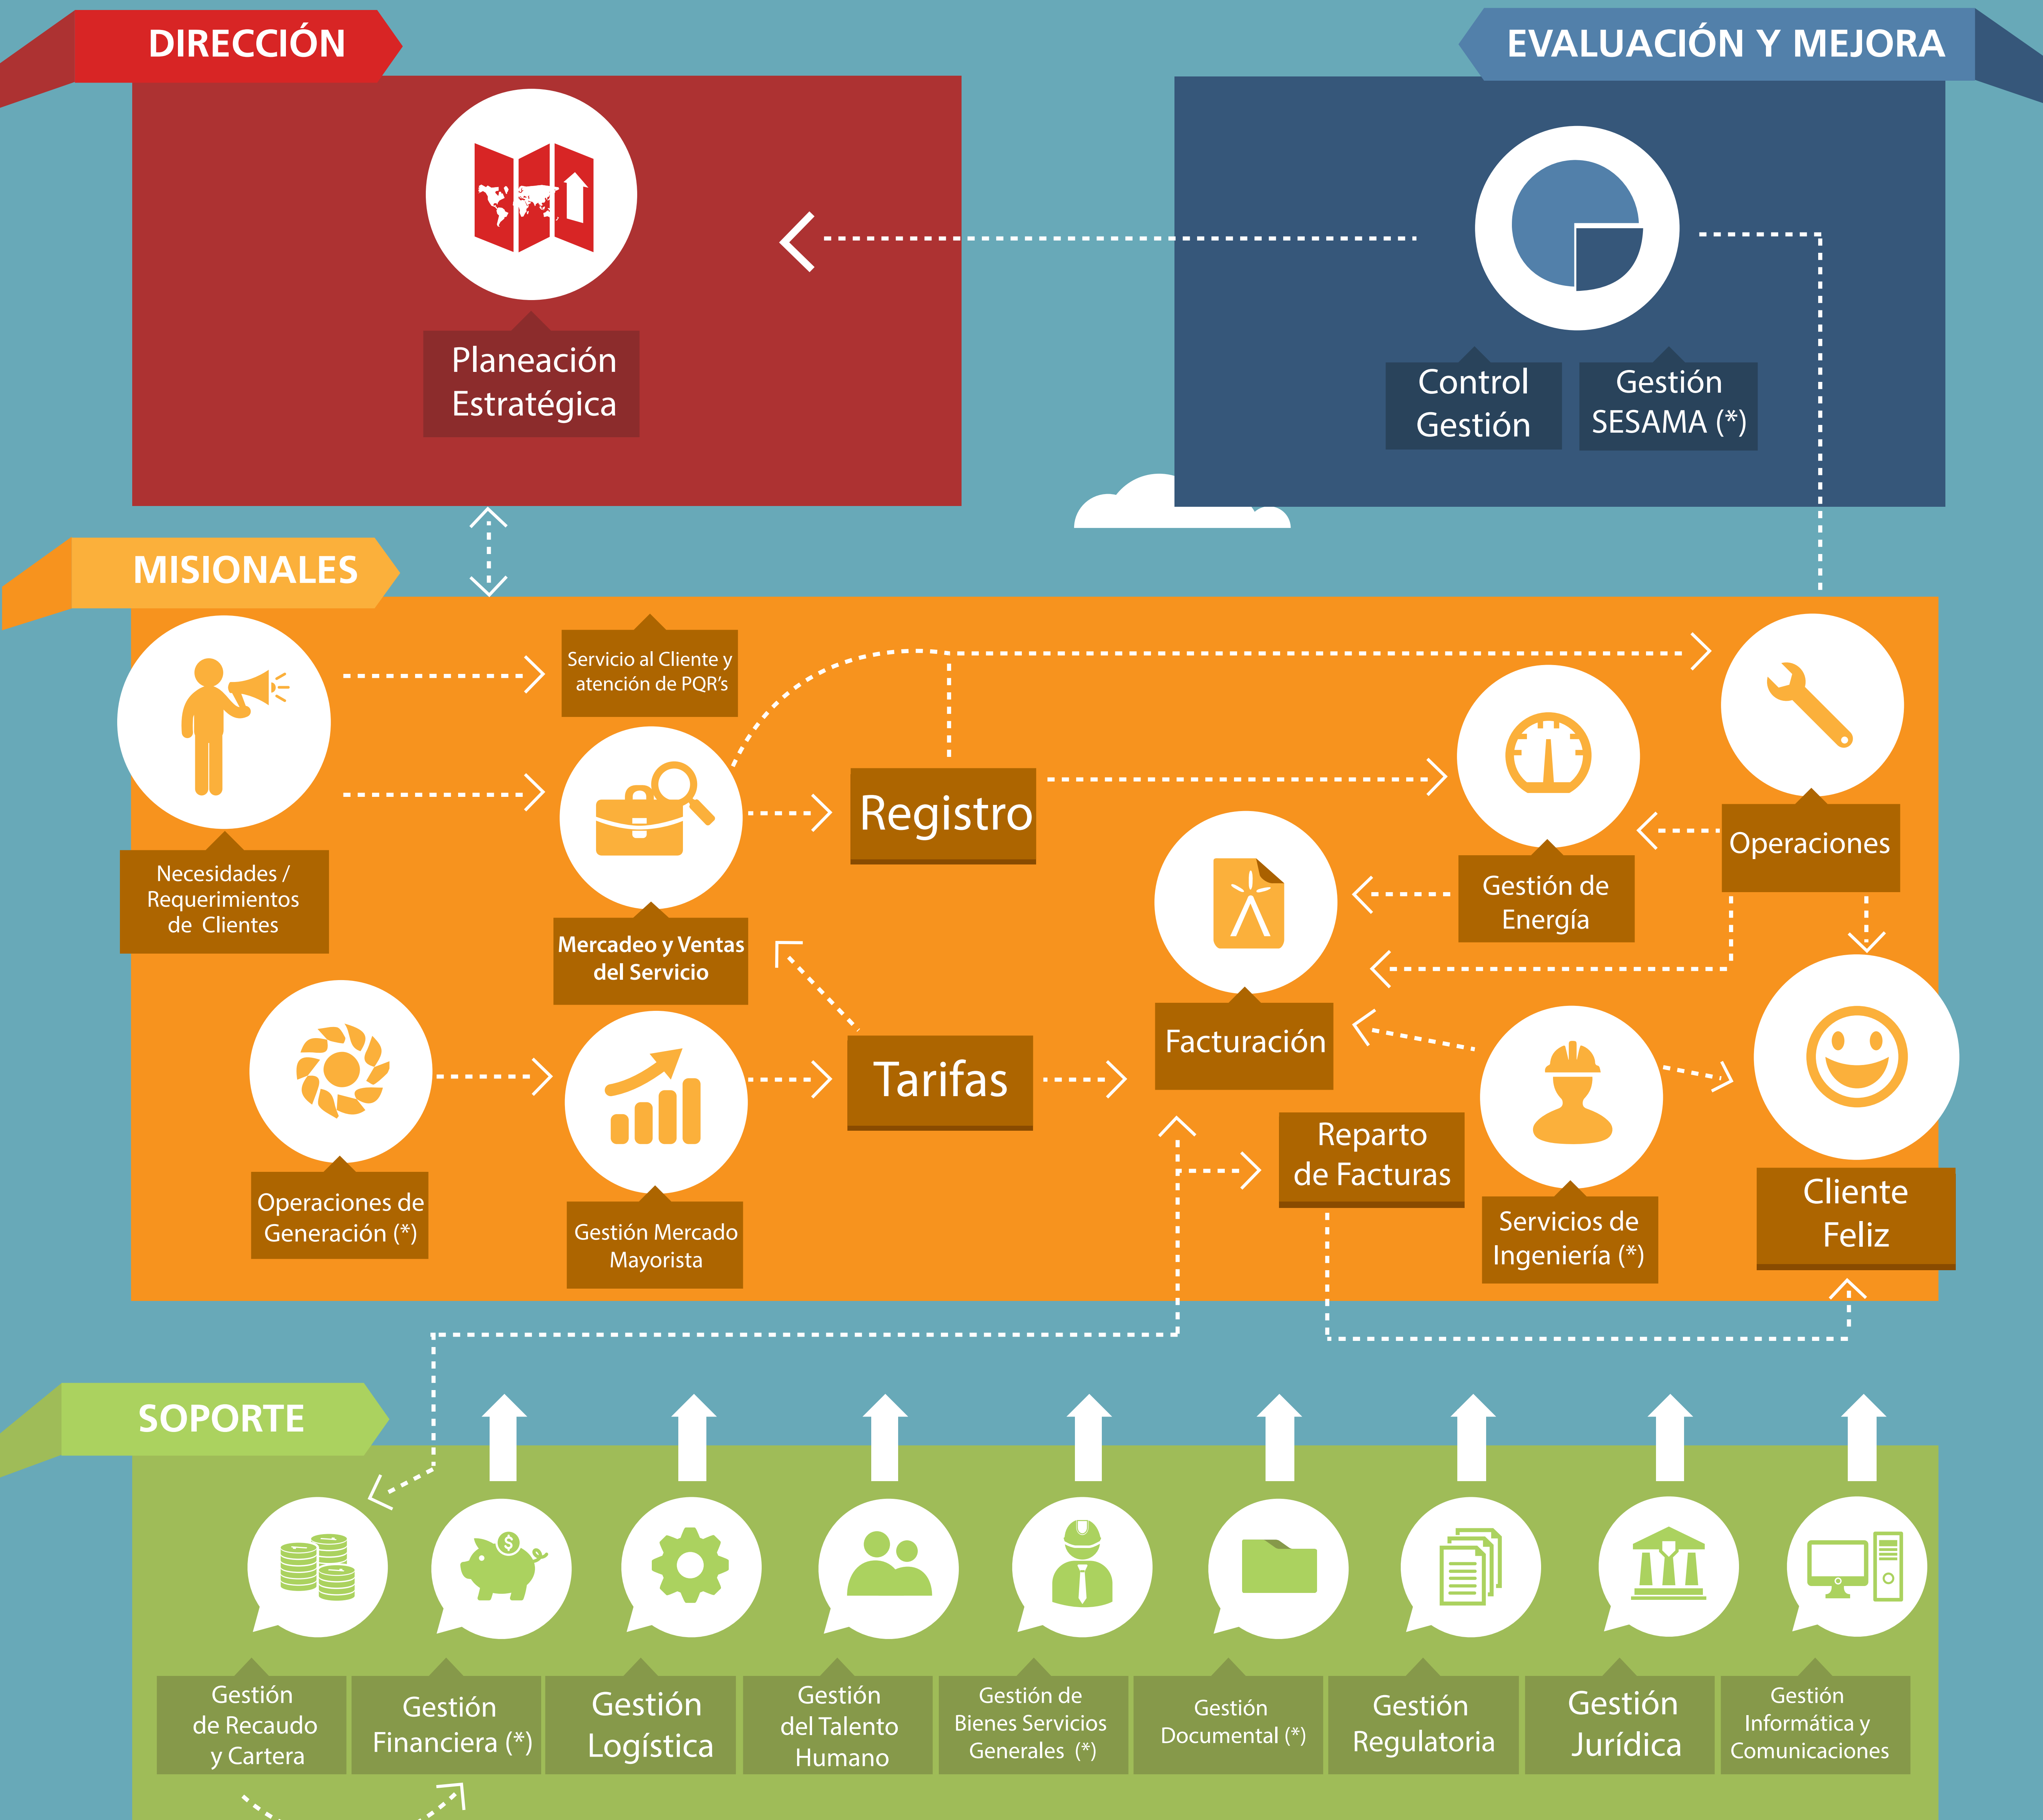 DIRECCIÓN
EVALUACIÓN Y MEJORA
Planeación
Estratégica
Control
Gestión
Gestión
SESAMA (*)
MISIONALES
Servicio al Cliente y
atención de PQR's
Registro
Necesidades /
Requerimientos
de Clientes
Mercadeo y Ventas
del Servicio
Gestión de
Energía
Operaciones
Facturación
Tarifas
Reparto
de Facturas
Operaciones de
Generación (*)
Gestión Mercado
Mayorista
Servicios de
Ingeniería (*)
Cliente
Feliz
SOPORTE
$
Gestión
de Recaudo
y Cartera
Gestión
Financiera (*)
Gestión
Logística
Gestión
del Talento
Humano
Gestión de
Bienes Servicios
Generales (*)
Gestión
Documental (*)
Gestión
Regulatoria
Gestión
Jurídica
Gestión
Informática y
Comunicaciones